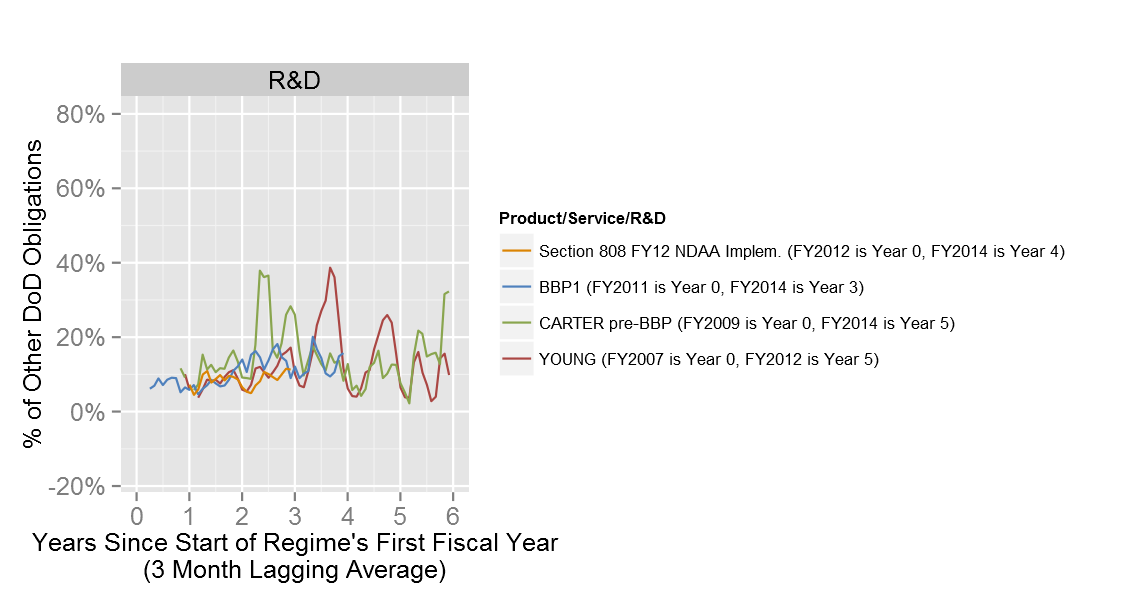 R&D
80%
60%
40%
20%
0%
-20%
% of Other DoD Obligations
0 1 2 3 4 5 6
Years Since Start of Regime's First Fiscal Year
(3 Month Lagging Average)
Product/Service/R&D
Section 808 FY12 NDAA Implem. (FY2012 is Year 0, FY2014 is Year 4)
BBP1 (FY2011 is Year 0, FY2014 is Year 3)
CARTER pre-BBP (FY2009 is Year 0, FY2014 is Year 5)
YOUNG (FY2007 is Year 0, FY2012 is Year 5)